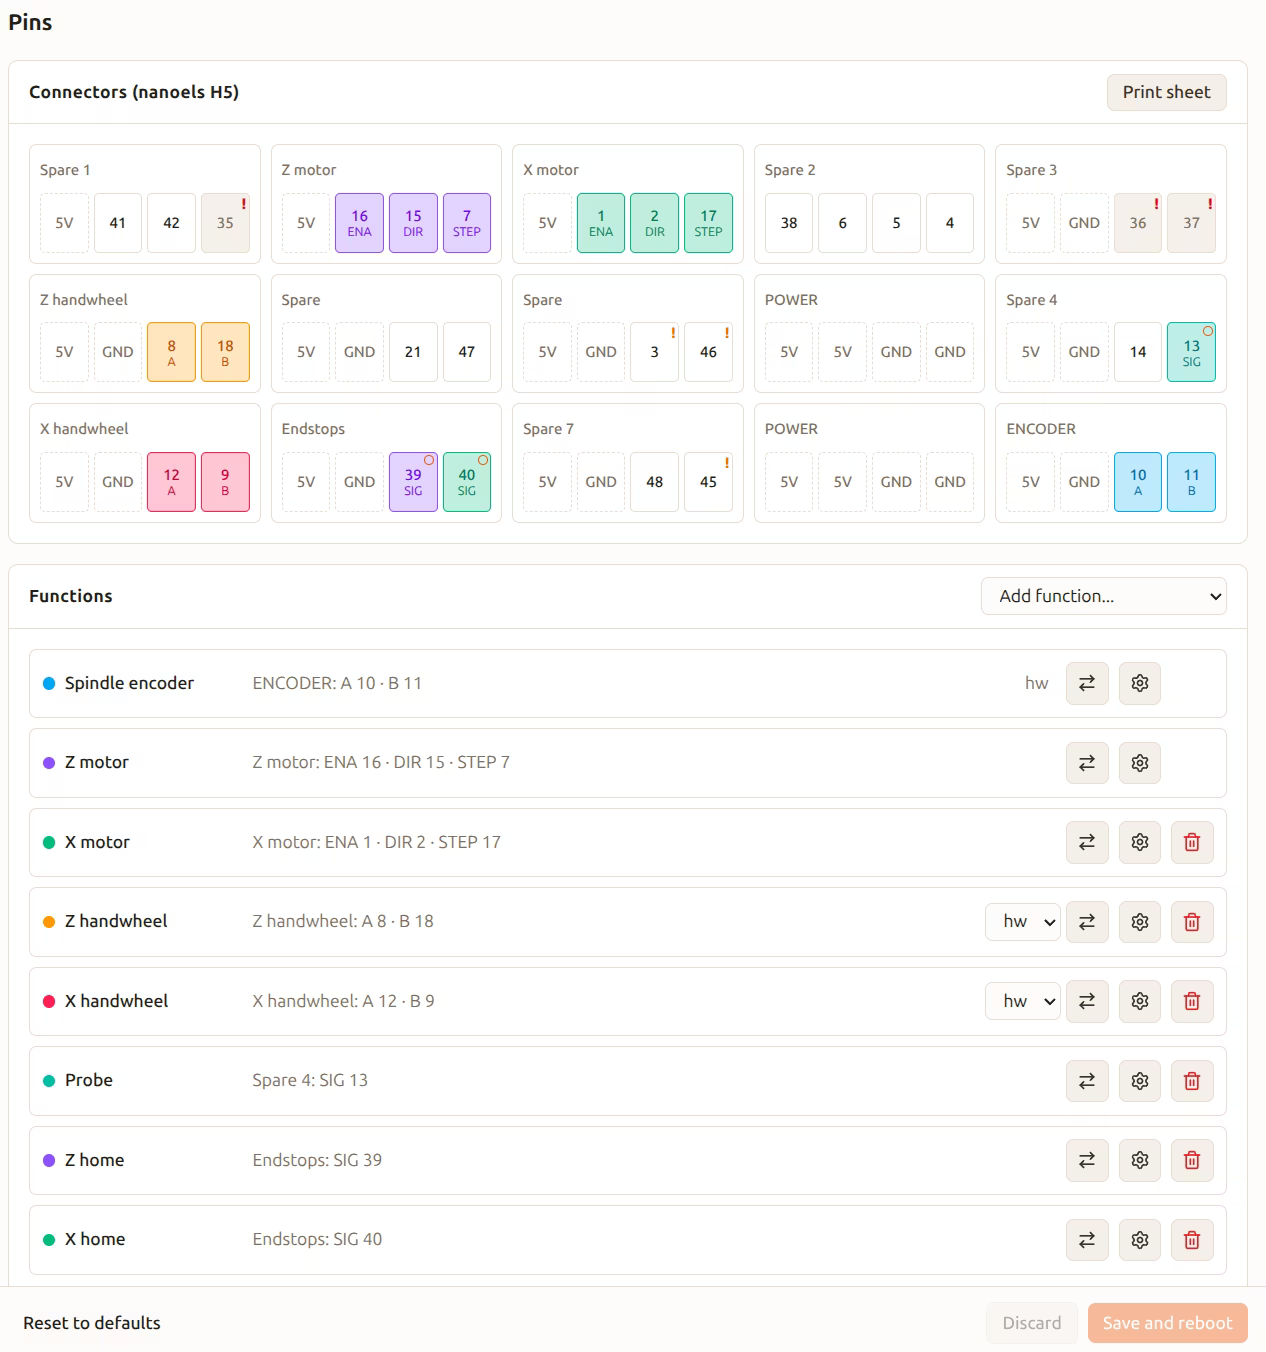 Pins
Connectors (nanoels H5)
Print sheet
Spare 1
5V 41 42 35 !
Z motor
5V 16 ENA 15 DIR 7 STEP
X motor
5V 1 ENA 2 DIR 17 STEP
Spare 2
38 6 5 4
Spare 3
5V GND 36 ! 37 !
Z handwheel
5V GND 8 A 18 B
Spare
5V GND 21 47
Spare
5V GND 3 ! 46 !
POWER
5V 5V GND GND
Spare 4
5V GND 14 13 SIG
X handwheel
5V GND 12 A 9 B
Endstops
5V GND 39 SIG 40 SIG
Spare 7
5V GND 48 45 !
POWER
5V 5V GND GND
ENCODER
5V GND 10 A 11 B
Functions
Add function...
Spindle encoder ENCODER: A 10 · B 11 hw
Z motor Z motor: ENA 16 · DIR 15 · STEP 7
X motor X motor: ENA 1 · DIR 2 · STEP 17
Z handwheel Z handwheel: A 8 · B 18 hw
X handwheel X handwheel: A 12 · B 9 hw
Probe Spare 4: SIG 13
Z home Endstops: SIG 39
X home Endstops: SIG 40
Reset to defaults
Discard
Save and reboot